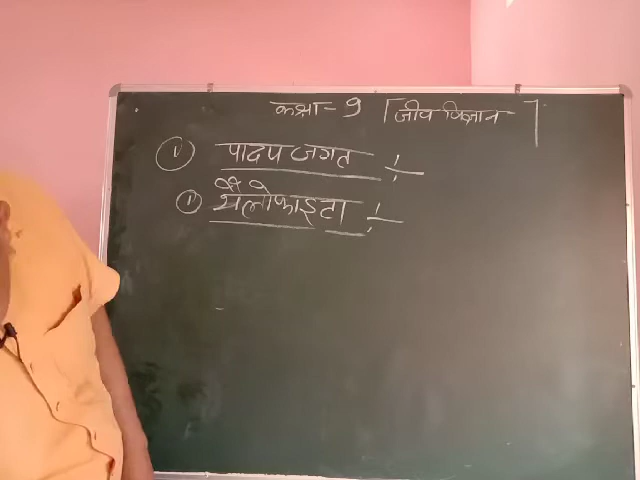 कक्षा - 9 [जीव विज्ञान]
① पादप जगत :-
① थैलोफाइटा :-